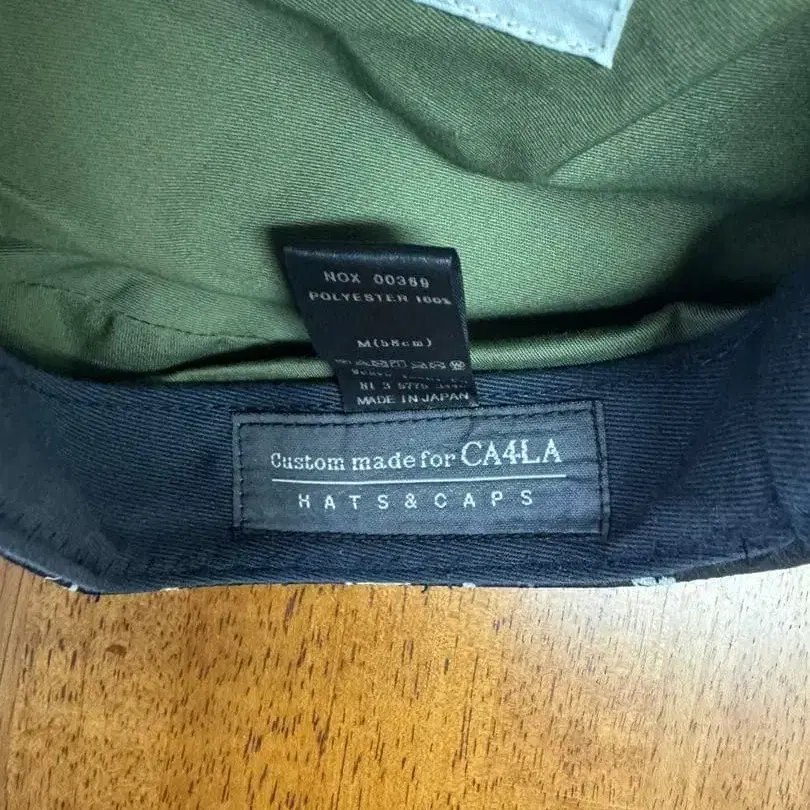 NOX 00369
POLYESTER 100%
M(58cm)
MADE IN JAPAN
Custom made for CA4LA
HATS & CAPS